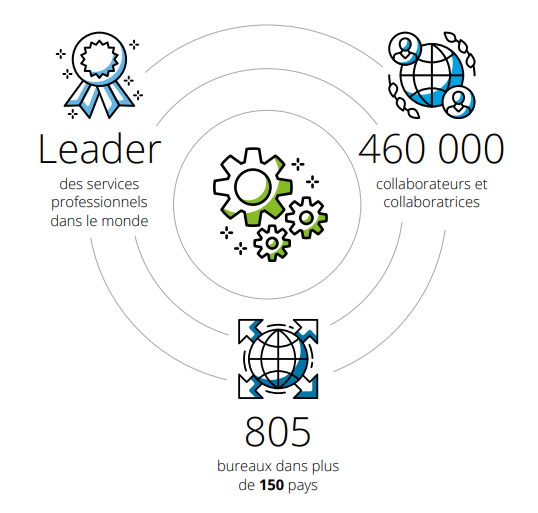 Leader
des services
professionnels
dans le monde
460 000
collaborateurs et
collaboratrices
805
bureaux dans plus
de 150 pays